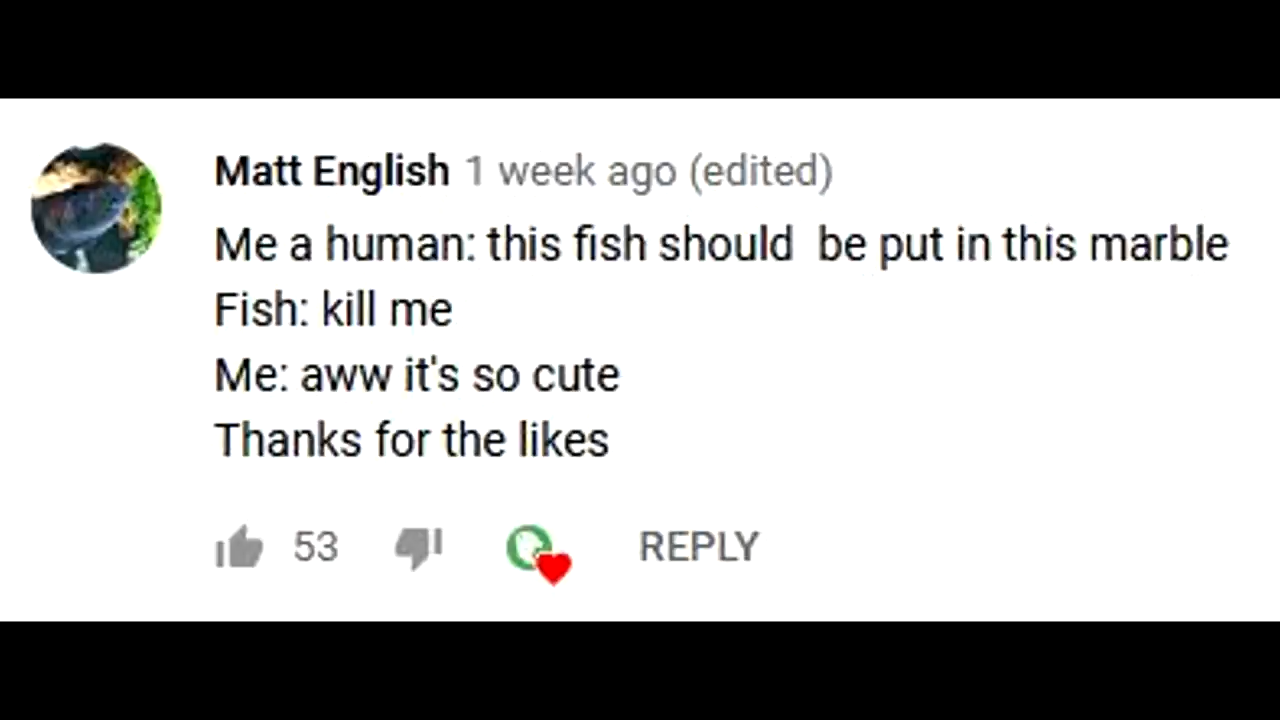 Matt English 1 week ago (edited)
Me a human: this fish should  be put in this marble
Fish: kill me
Me: aww it's so cute
Thanks for the likes
53 REPLY